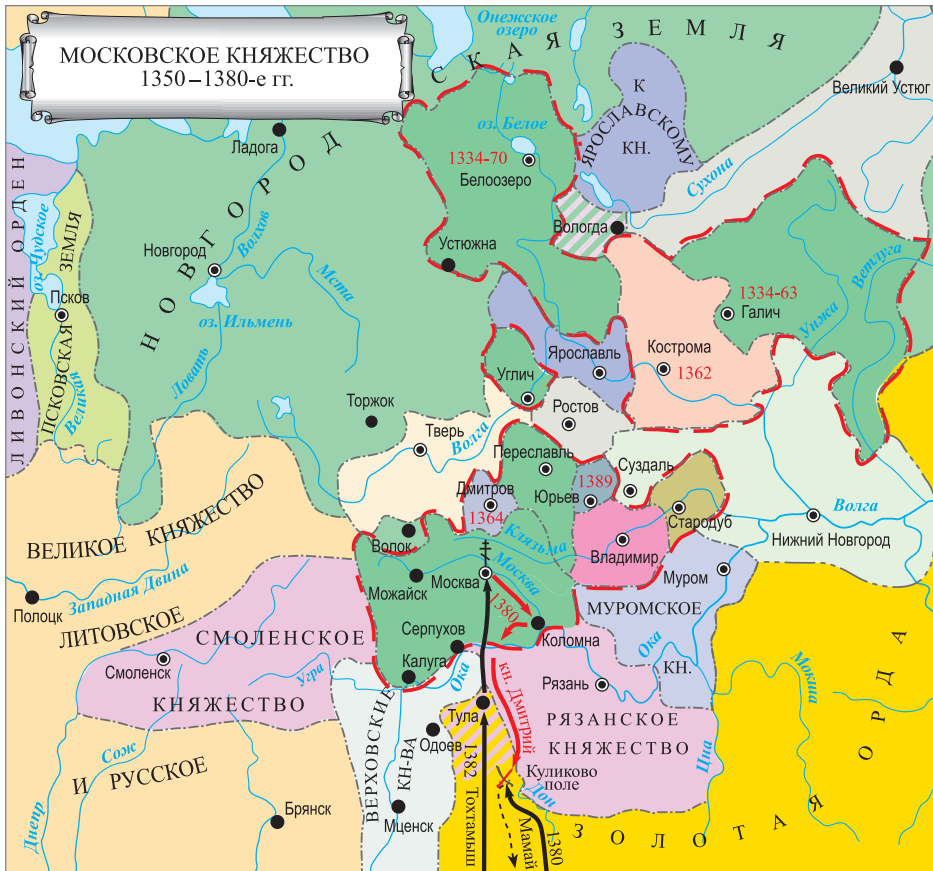 МОСКОВСКОЕ КНЯЖЕСТВО
1350–1380-е гг.
Онежское
озеро
НОВГОРОДСКАЯ ЗЕМЛЯ
К
ЯРОСЛАВСКОМУ
КН.
Великий Устюг
Ладога
оз. Белое
1334-70
Белоозеро
Сухона
ЛИВОНСКИЙ ОРДЕН
оз. Чудское
ПСКОВСКАЯ ЗЕМЛЯ
Вологда
Волхов
Новгород
Устюжна
Мста
Ветлуга
Псков
1334-63
Галич
оз. Ильмень
Унжа
Ярославль
Кострома
1362
Ловать
Великая
Углич
Торжок
Ростов
Тверь
Волга
Переславль
Суздаль
1389
Дмитров
1364
Юрьев
Стародуб
Волга
Нижний Новгород
ВЕЛИКОЕ КНЯЖЕСТВО
Волок
Клязьма
Владимир
Западная Двина
Полоцк
Можайск
Москва
Москва
1380
Муром
МУРОМСКОЕ
КН.
ЛИТОВСКОЕ
СМОЛЕНСКОЕ
КНЯЖЕСТВО
Серпухов
Коломна
Смоленск
Калуга
Ока
Ока
Угра
кн. Дмитрий
Рязань
Мокша
РЯЗАНСКОЕ
КНЯЖЕСТВО
Тула
Одоев
Цна
Сож
И РУССКОЕ
ВЕРХОВСКИЕ
КН-ВА
Куликово
поле
Дон
Днепр
Брянск
Мценск
1382
Тохтамыш
Мамай
1380
ЗОЛОТАЯ ОРДА